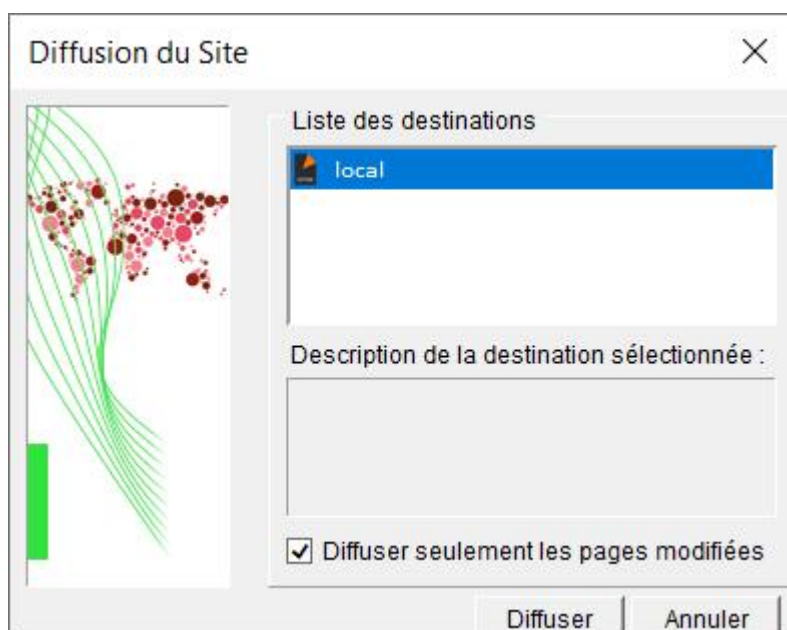 Diffusion du Site
Liste des destinations
local
Description de la destination sélectionnée :
Diffuser seulement les pages modifiées
Diffuser
Annuler